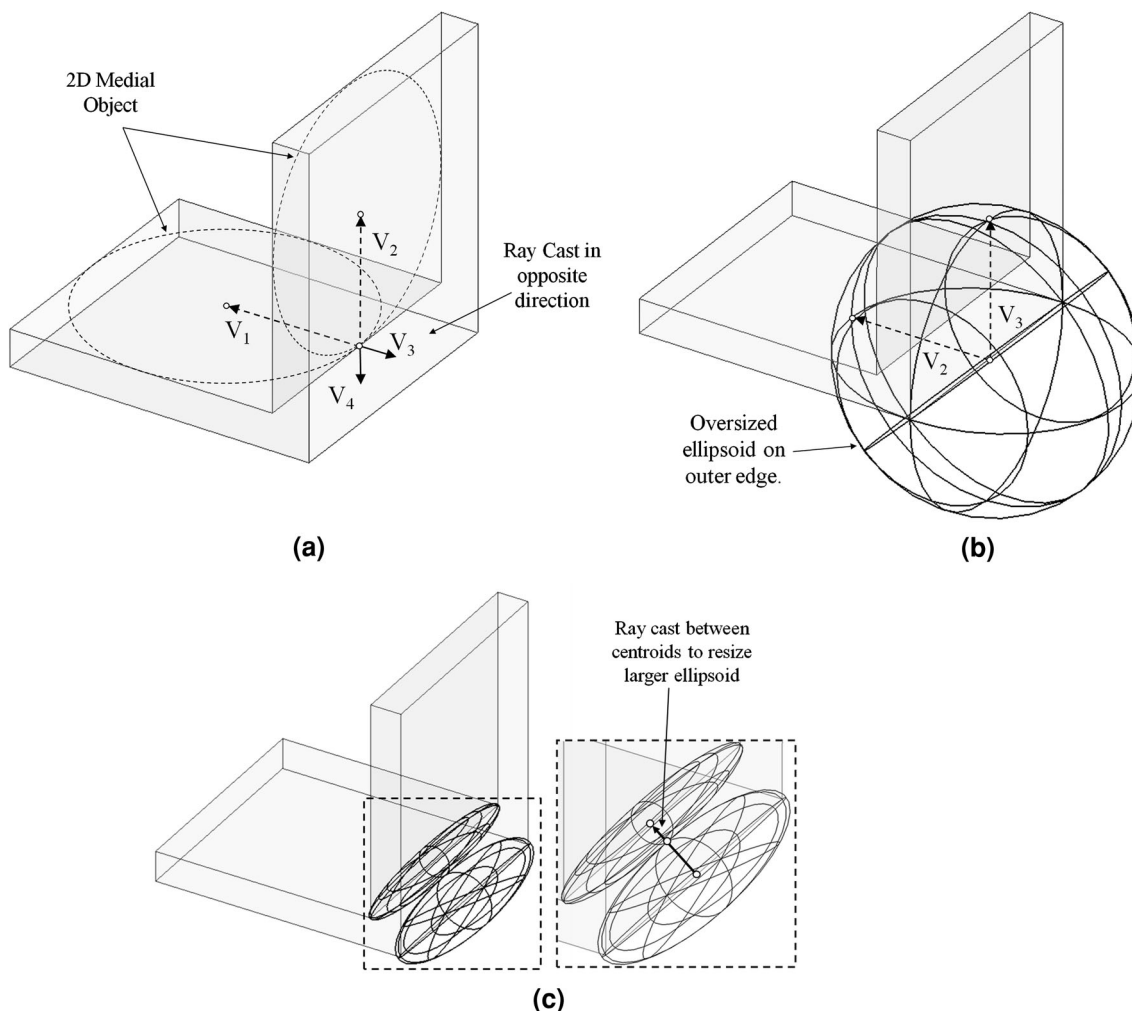 2D Medial
Object
V2
Ray Cast in
opposite
direction
V1
V3
V4
(a)
V3
V2
Oversized
ellipsoid on
outer edge.
(b)
Ray cast between
centroids to resize
larger ellipsoid
(c)